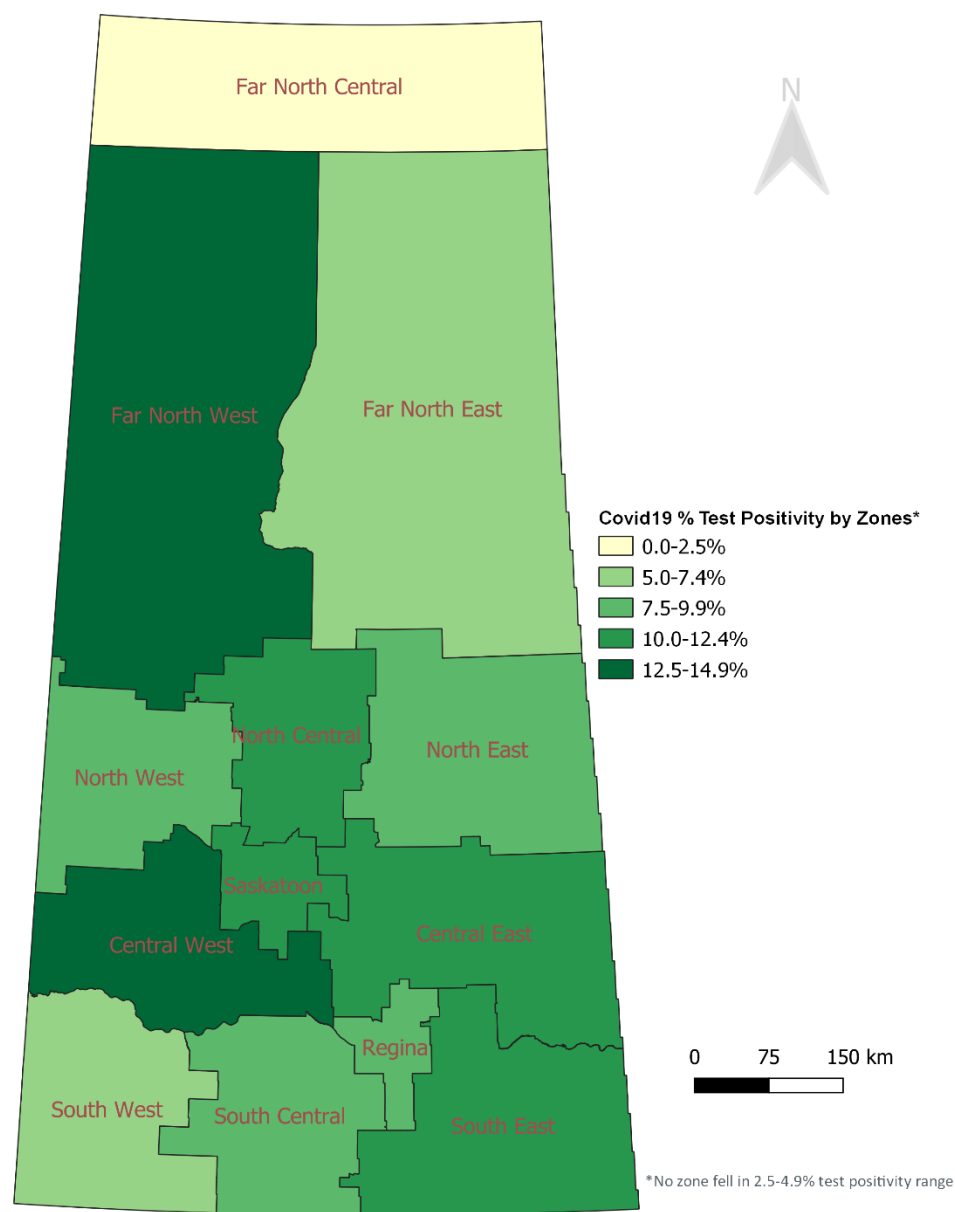 Far North Central
N
Far North West
Far North East
Covid19 % Test Positivity by Zones*
0.0-2.5%
5.0-7.4%
7.5-9.9%
10.0-12.4%
12.5-14.9%
North Central
North East
North West
Saskatoon
Central East
Central West
Regina
0 75 150 km
South West
South Central
South East
*No zone fell in 2.5-4.9% test positivity range